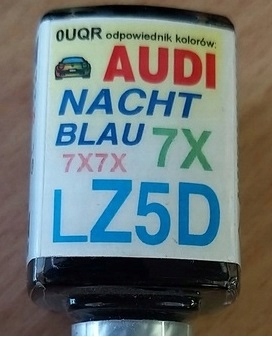 0UQR odpowiednik kolorów:
AUDI
NACHT
BLAU 7X
7X7X
LZ5D